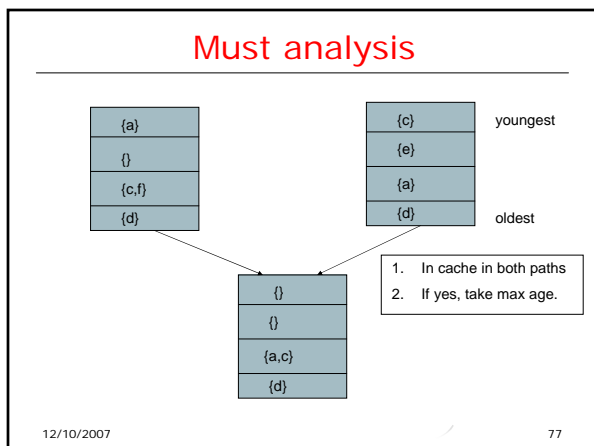 Must analysis
{a}
{}
{c,f}
{d}
{c}
{e}
{a}
{d}
youngest
oldest
{}
{}
{a,c}
{d}
1. In cache in both paths
2. If yes, take max age.
12/10/2007
77